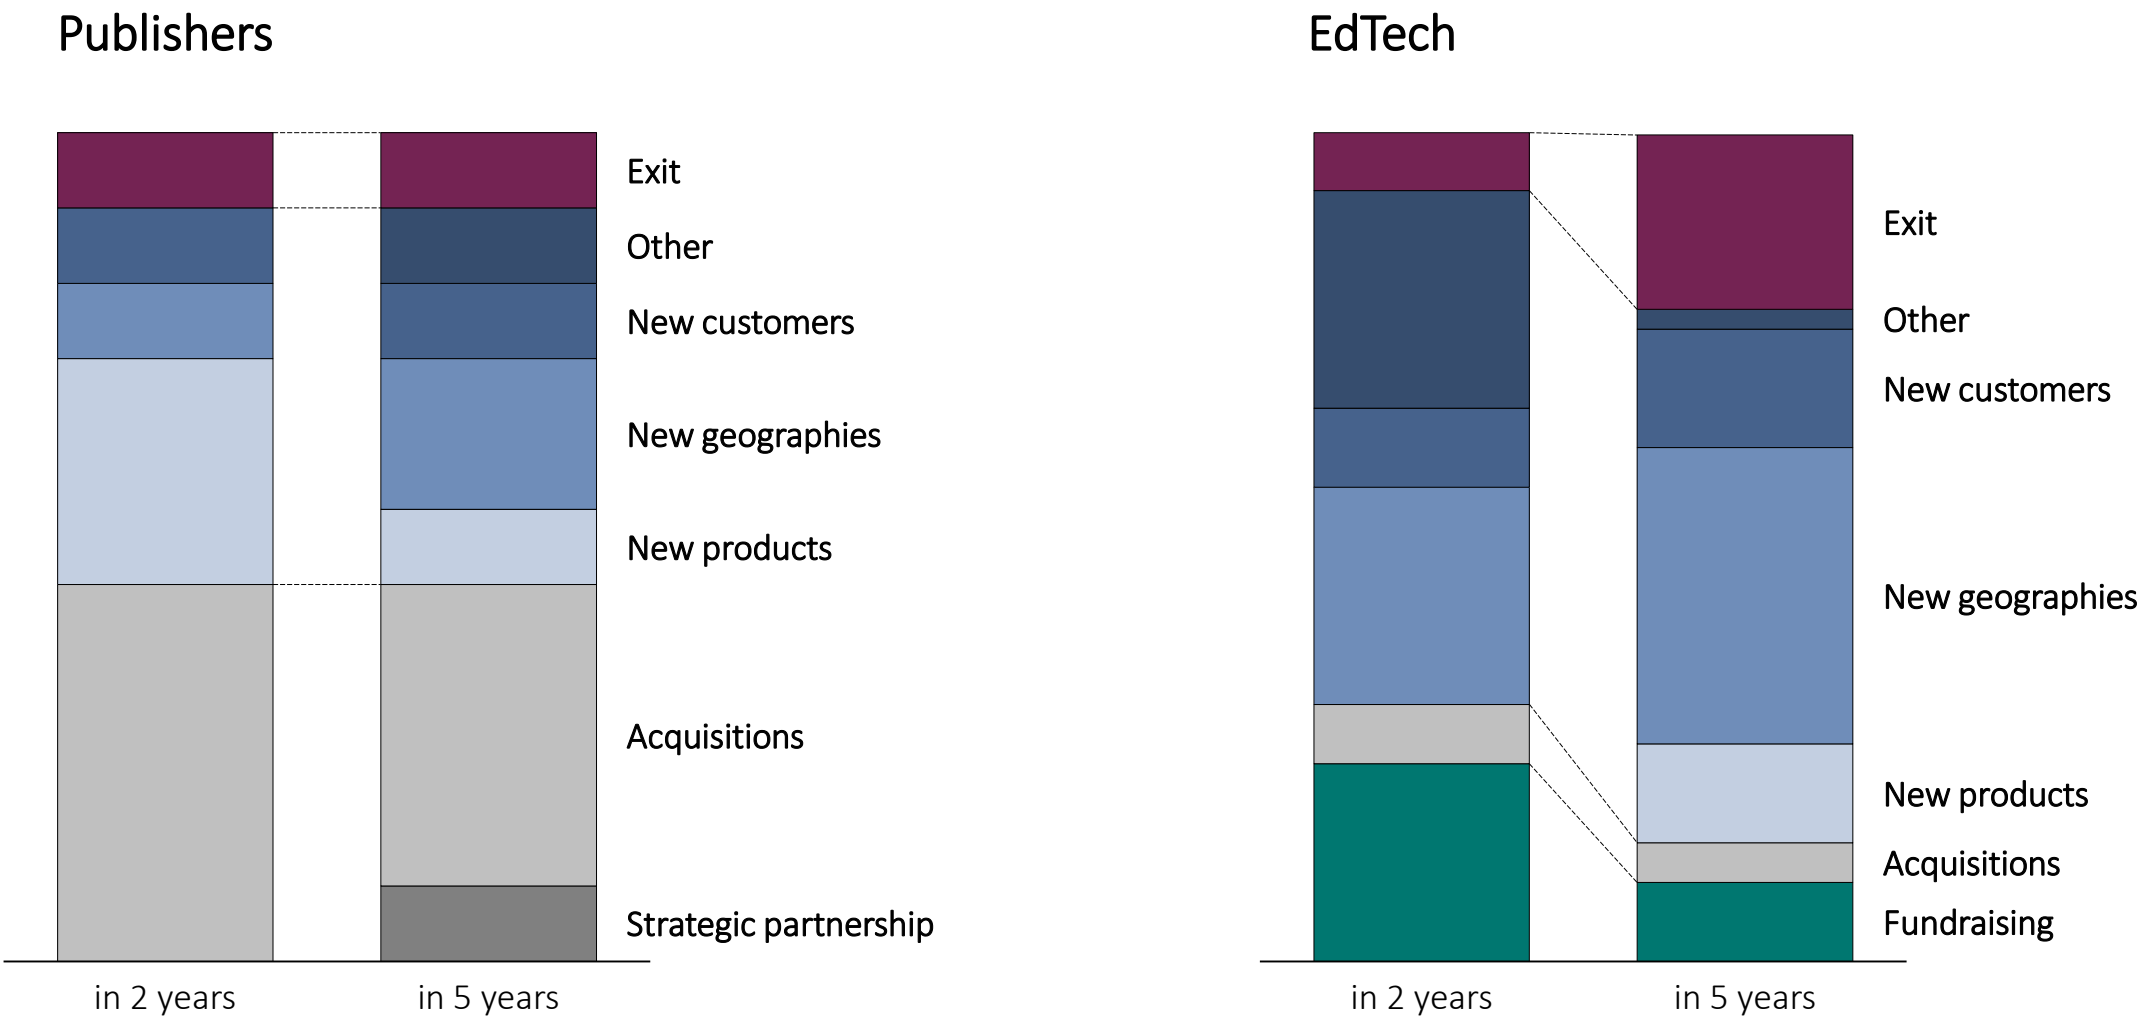 Publishers
Exit
Other
New customers
New geographies
New products
Acquisitions
Strategic partnership
in 2 years
in 5 years
EdTech
Exit
Other
New customers
New geographies
New products
Acquisitions
Fundraising
in 2 years
in 5 years